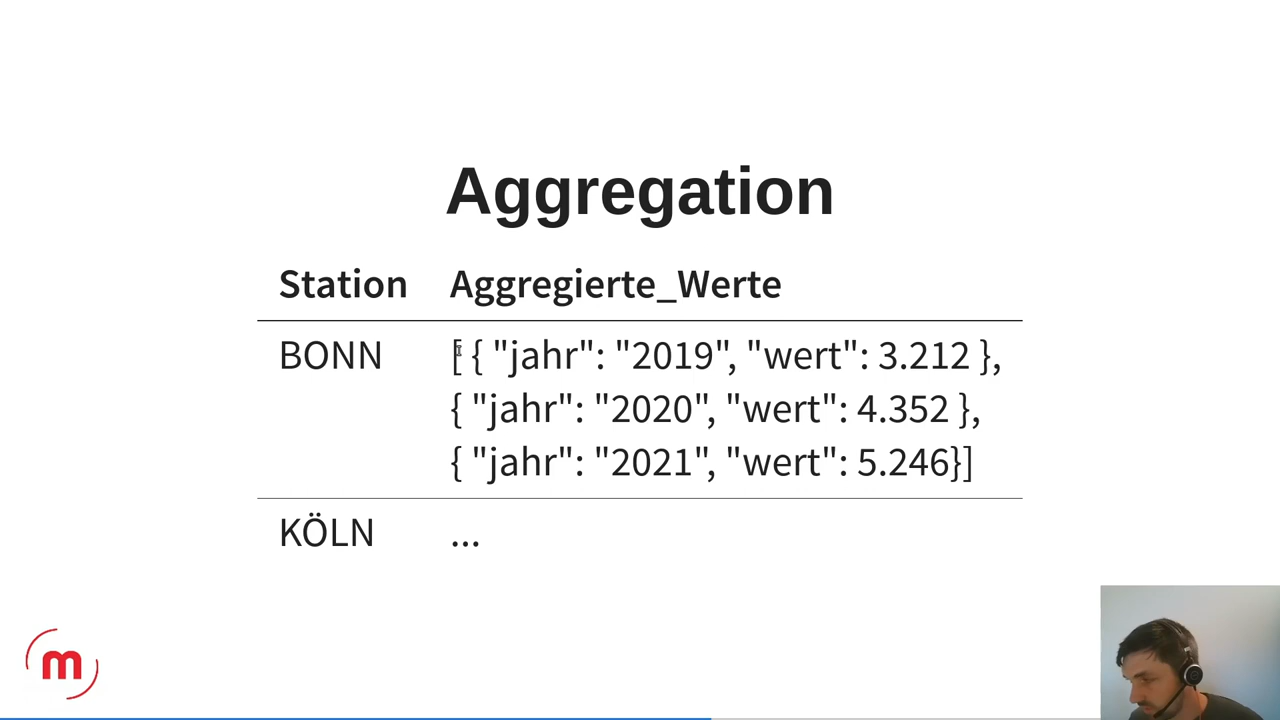 Aggregation
Station Aggregierte_Werte
BONN [ { "jahr": "2019", "wert": 3.212 },
{ "jahr": "2020", "wert": 4.352 },
{ "jahr": "2021", "wert": 5.246}]
KÖLN ...
m